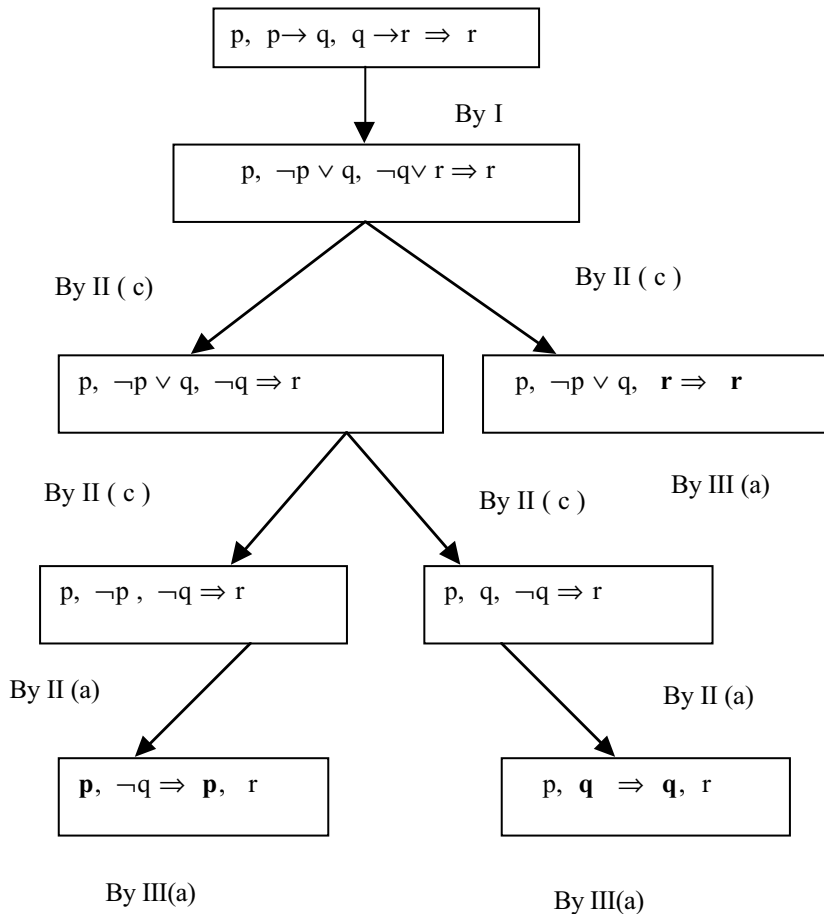 p, p→ q, q →r ⇒ r
By I
p, ¬p ∨ q, ¬q∨ r ⇒ r
By II ( c)
By II ( c )
p, ¬p ∨ q, ¬q ⇒ r
p, ¬p ∨ q, r ⇒ r
By II ( c )
By II ( c )
By III (a)
p, ¬p , ¬q ⇒ r
p, q, ¬q ⇒ r
By II (a)
By II (a)
p, ¬q ⇒ p, r
p, q ⇒ q, r
By III(a)
By III(a)